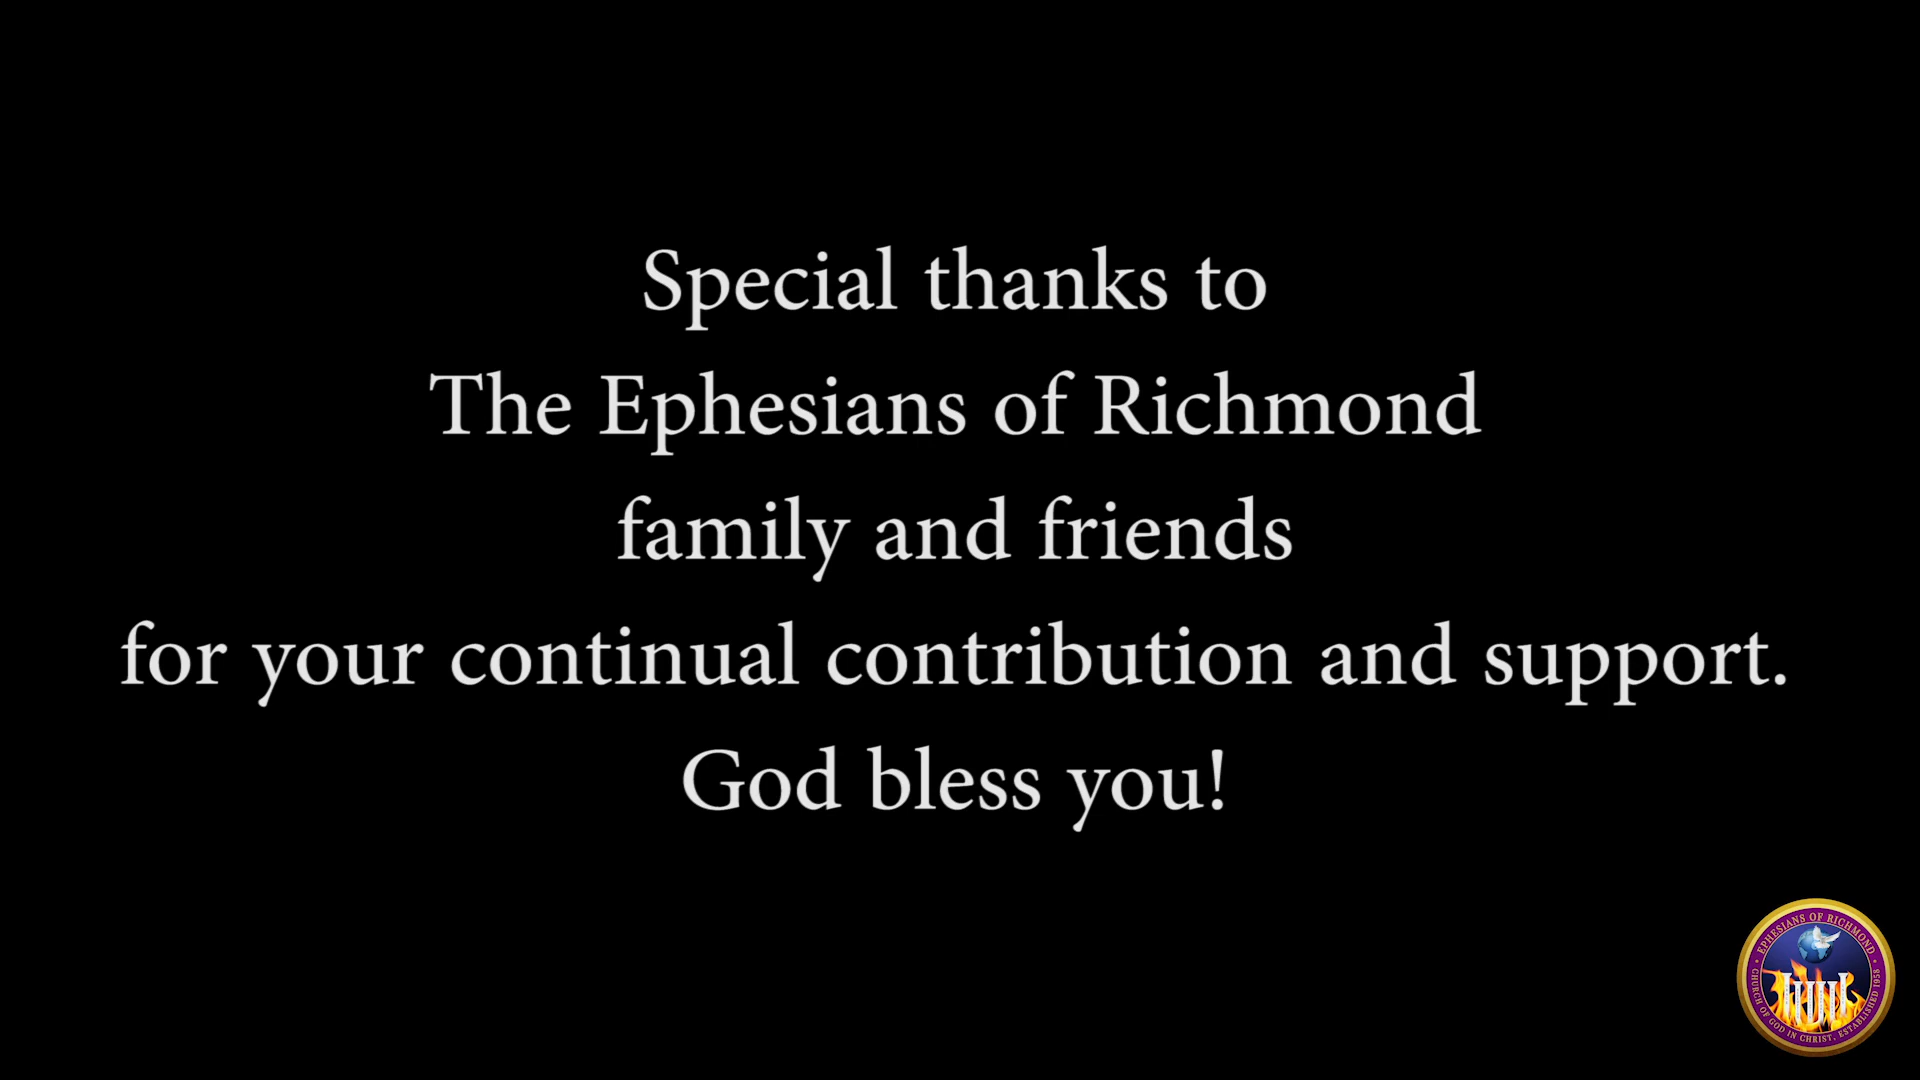 Special thanks to
The Ephesians of Richmond
family and friends
for your continual contribution and support.
God bless you!
EPHESIANS OF RICHMOND
CHURCH OF GOD IN CHRIST, ESTABLISHED 1958